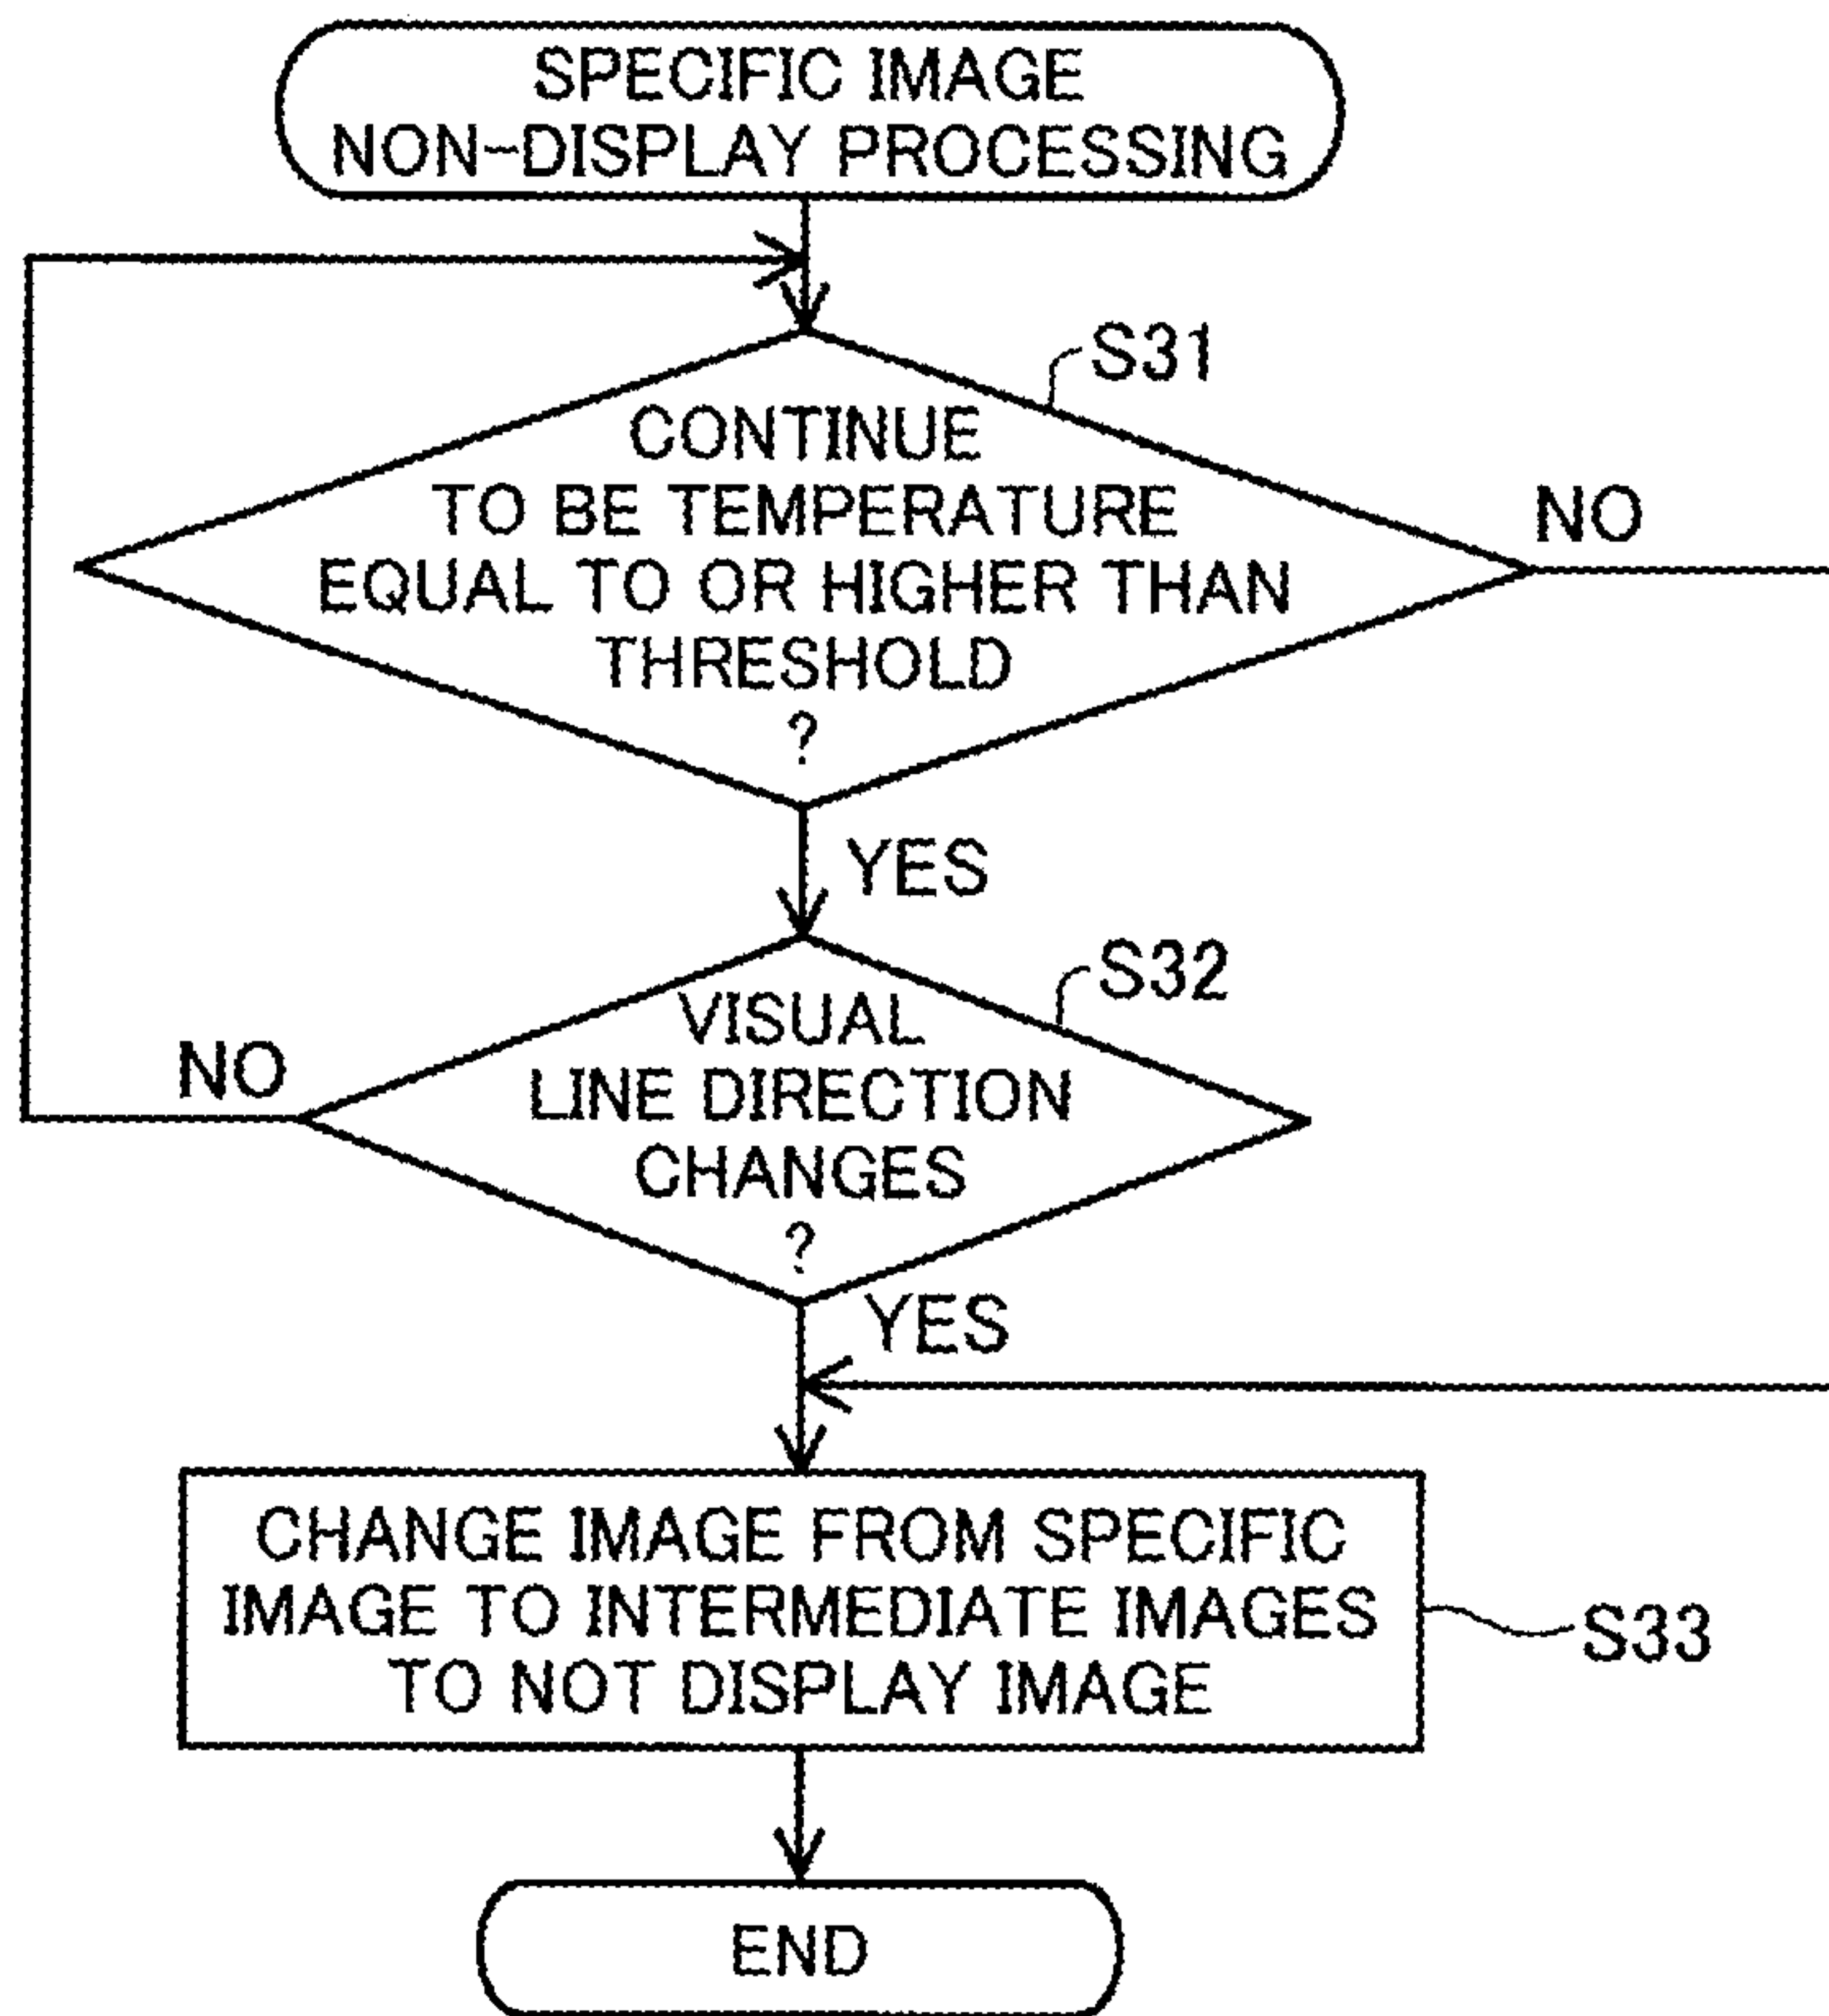 SPECIFIC IMAGE
NON-DISPLAY PROCESSING
S31
CONTINUE
TO BE TEMPERATURE
EQUAL TO OR HIGHER THAN
THRESHOLD
?
NO
YES
S32
VISUAL
LINE DIRECTION
CHANGES
?
NO
YES
CHANGE IMAGE FROM SPECIFIC
IMAGE TO INTERMEDIATE IMAGES
TO NOT DISPLAY IMAGE
S33
END